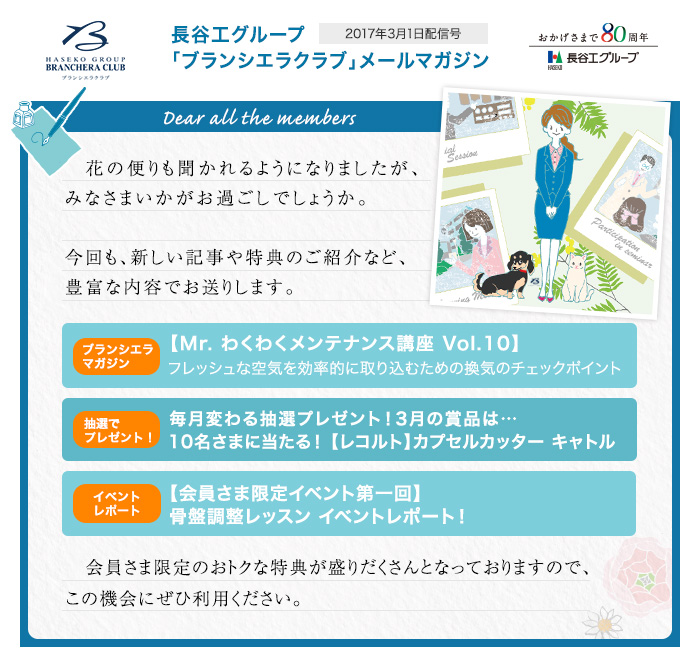 HASEKO GROUP
BRANCHERA CLUB
ブランシエラクラブ
長谷工グループ
2017年3月1日配信号
「ブランシエラクラブ」メールマガジン
おかげさまで80周年
HASEKO
長谷工グループ
Dear all the members
花の便りも聞かれるようになりましたが、
みなさまいかがお過ごしでしょうか。
今回も、新しい記事や特典のご紹介など、
豊富な内容でお送りします。
Session
Participation
in seminar
ブランシエラ
マガジン
【Mr. わくわくメンテナンス講座 Vol.10】
フレッシュな空気を効率的に取り込むための換気のチェックポイント
抽選で
プレゼント！
毎月変わる抽選プレゼント！3月の賞品は…
10名さまに当たる！【レコルト】カプセルカッター キャトル
イベント
レポート
【会員さま限定イベント第一回】
骨盤調整レッスン イベントレポート！
会員さま限定のおトクな特典が盛りだくさんとなっておりますので、
この機会にぜひ利用ください。